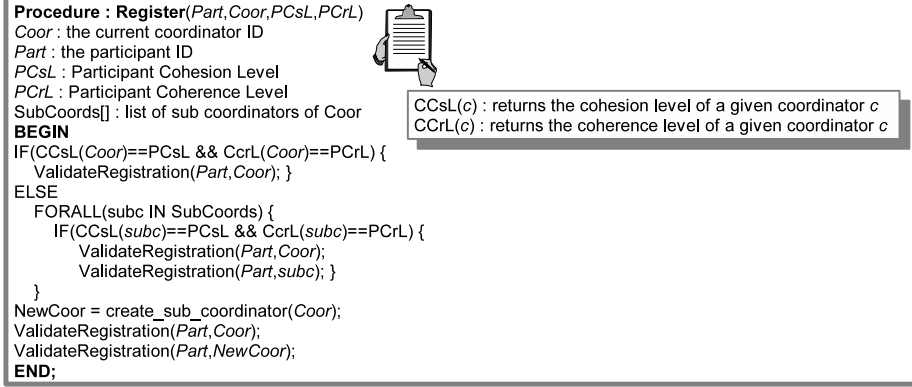 Procedure : Register(Part,Coor,PCsL,PCrL)
Coor : the current coordinator ID
Part : the participant ID
PCsL : Participant Cohesion Level
PCrL : Participant Coherence Level
SubCoords[] : list of sub coordinators of Coor
CCsL(c) : returns the cohesion level of a given coordinator c
CCrL(c) : returns the coherence level of a given coordinator c
BEGIN
IF(CCsL(Coor)==PCsL && CcrL(Coor)==PCrL) {
ValidateRegistration(Part,Coor); }
ELSE
FORALL(subc IN SubCoords) {
IF(CCsL(subc)==PCsL && CcrL(subc)==PCrL) {
ValidateRegistration(Part,Coor);
ValidateRegistration(Part,subc); }
}
NewCoor = create_sub_coordinator(Coor);
ValidateRegistration(Part,Coor);
ValidateRegistration(Part,NewCoor);
END;